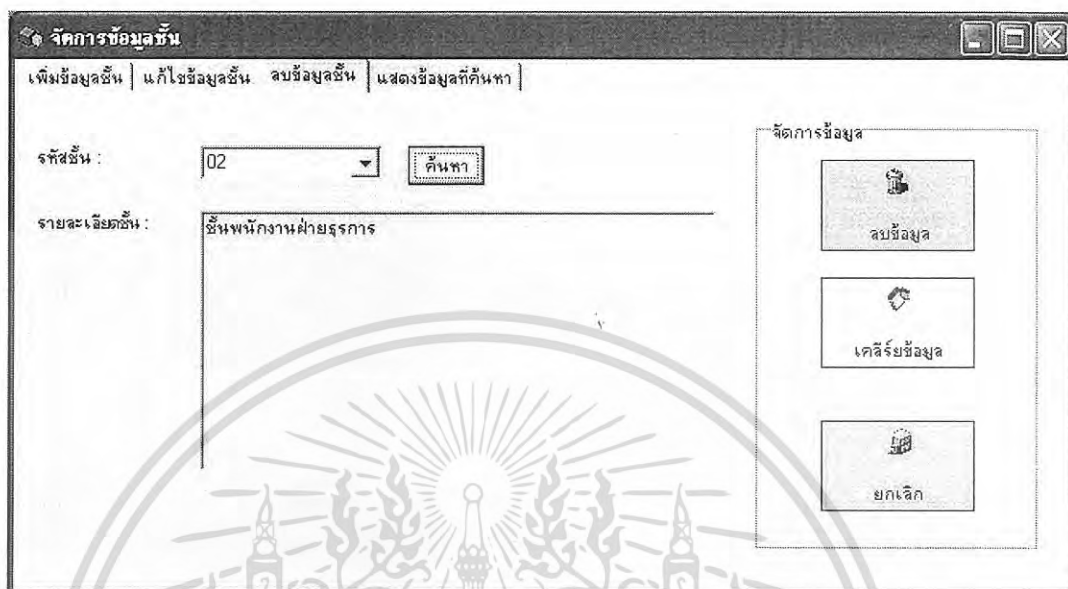 จัดการข้อมูลชั้น
เพิ่มข้อมูลชั้น แก้ไขข้อมูลชั้น ลบข้อมูลชั้น แสดงข้อมูลที่ค้นหา
รหัสชั้น : 02 ค้นหา
รายละเอียดชั้น : ชั้นพนักงานฝ่ายธุรการ
จัดการข้อมูล
ลบข้อมูล
เคลีร์ยข้อมูล
ยกเลิก